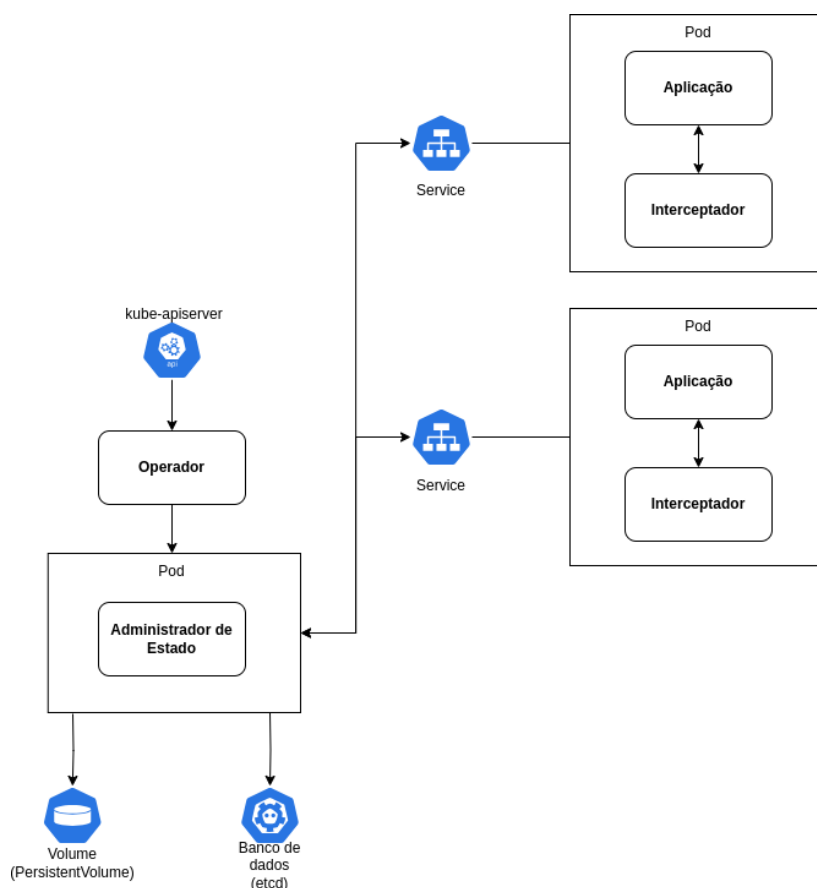 Pod
Aplicação
Interceptador
Service
Pod
Aplicação
Interceptador
Service
kube-apiserver
api
Operador
Pod
Administrador de
Estado
Volume
(PersistentVolume)
Banco de
dados
(etcd)